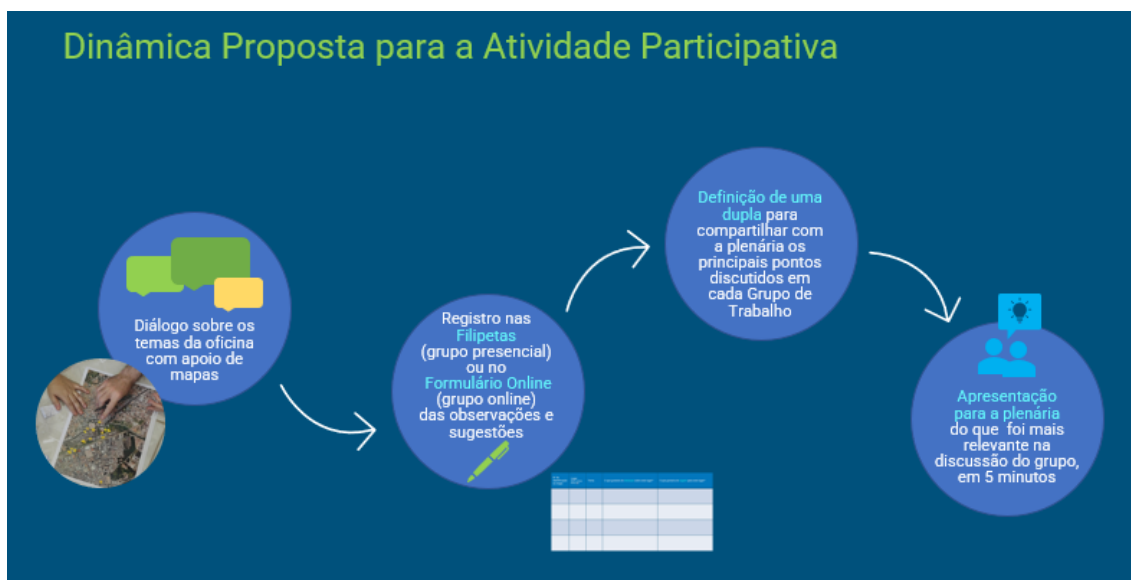 Dinâmica Proposta para a Atividade Participativa
Diálogo sobre os
temas da oficina
com apoio de
mapas
Registro nas
Filipetas
(grupo presencial)
ou no
Formulário Online
(grupo online)
das observações e
sugestões
Definição de uma
dupla para
compartilhar com
a plenária os
principais pontos
discutidos em
cada Grupo de
Trabalho
Apresentação
para a plenária
do que foi mais
relevante na
discussão do grupo,
em 5 minutos